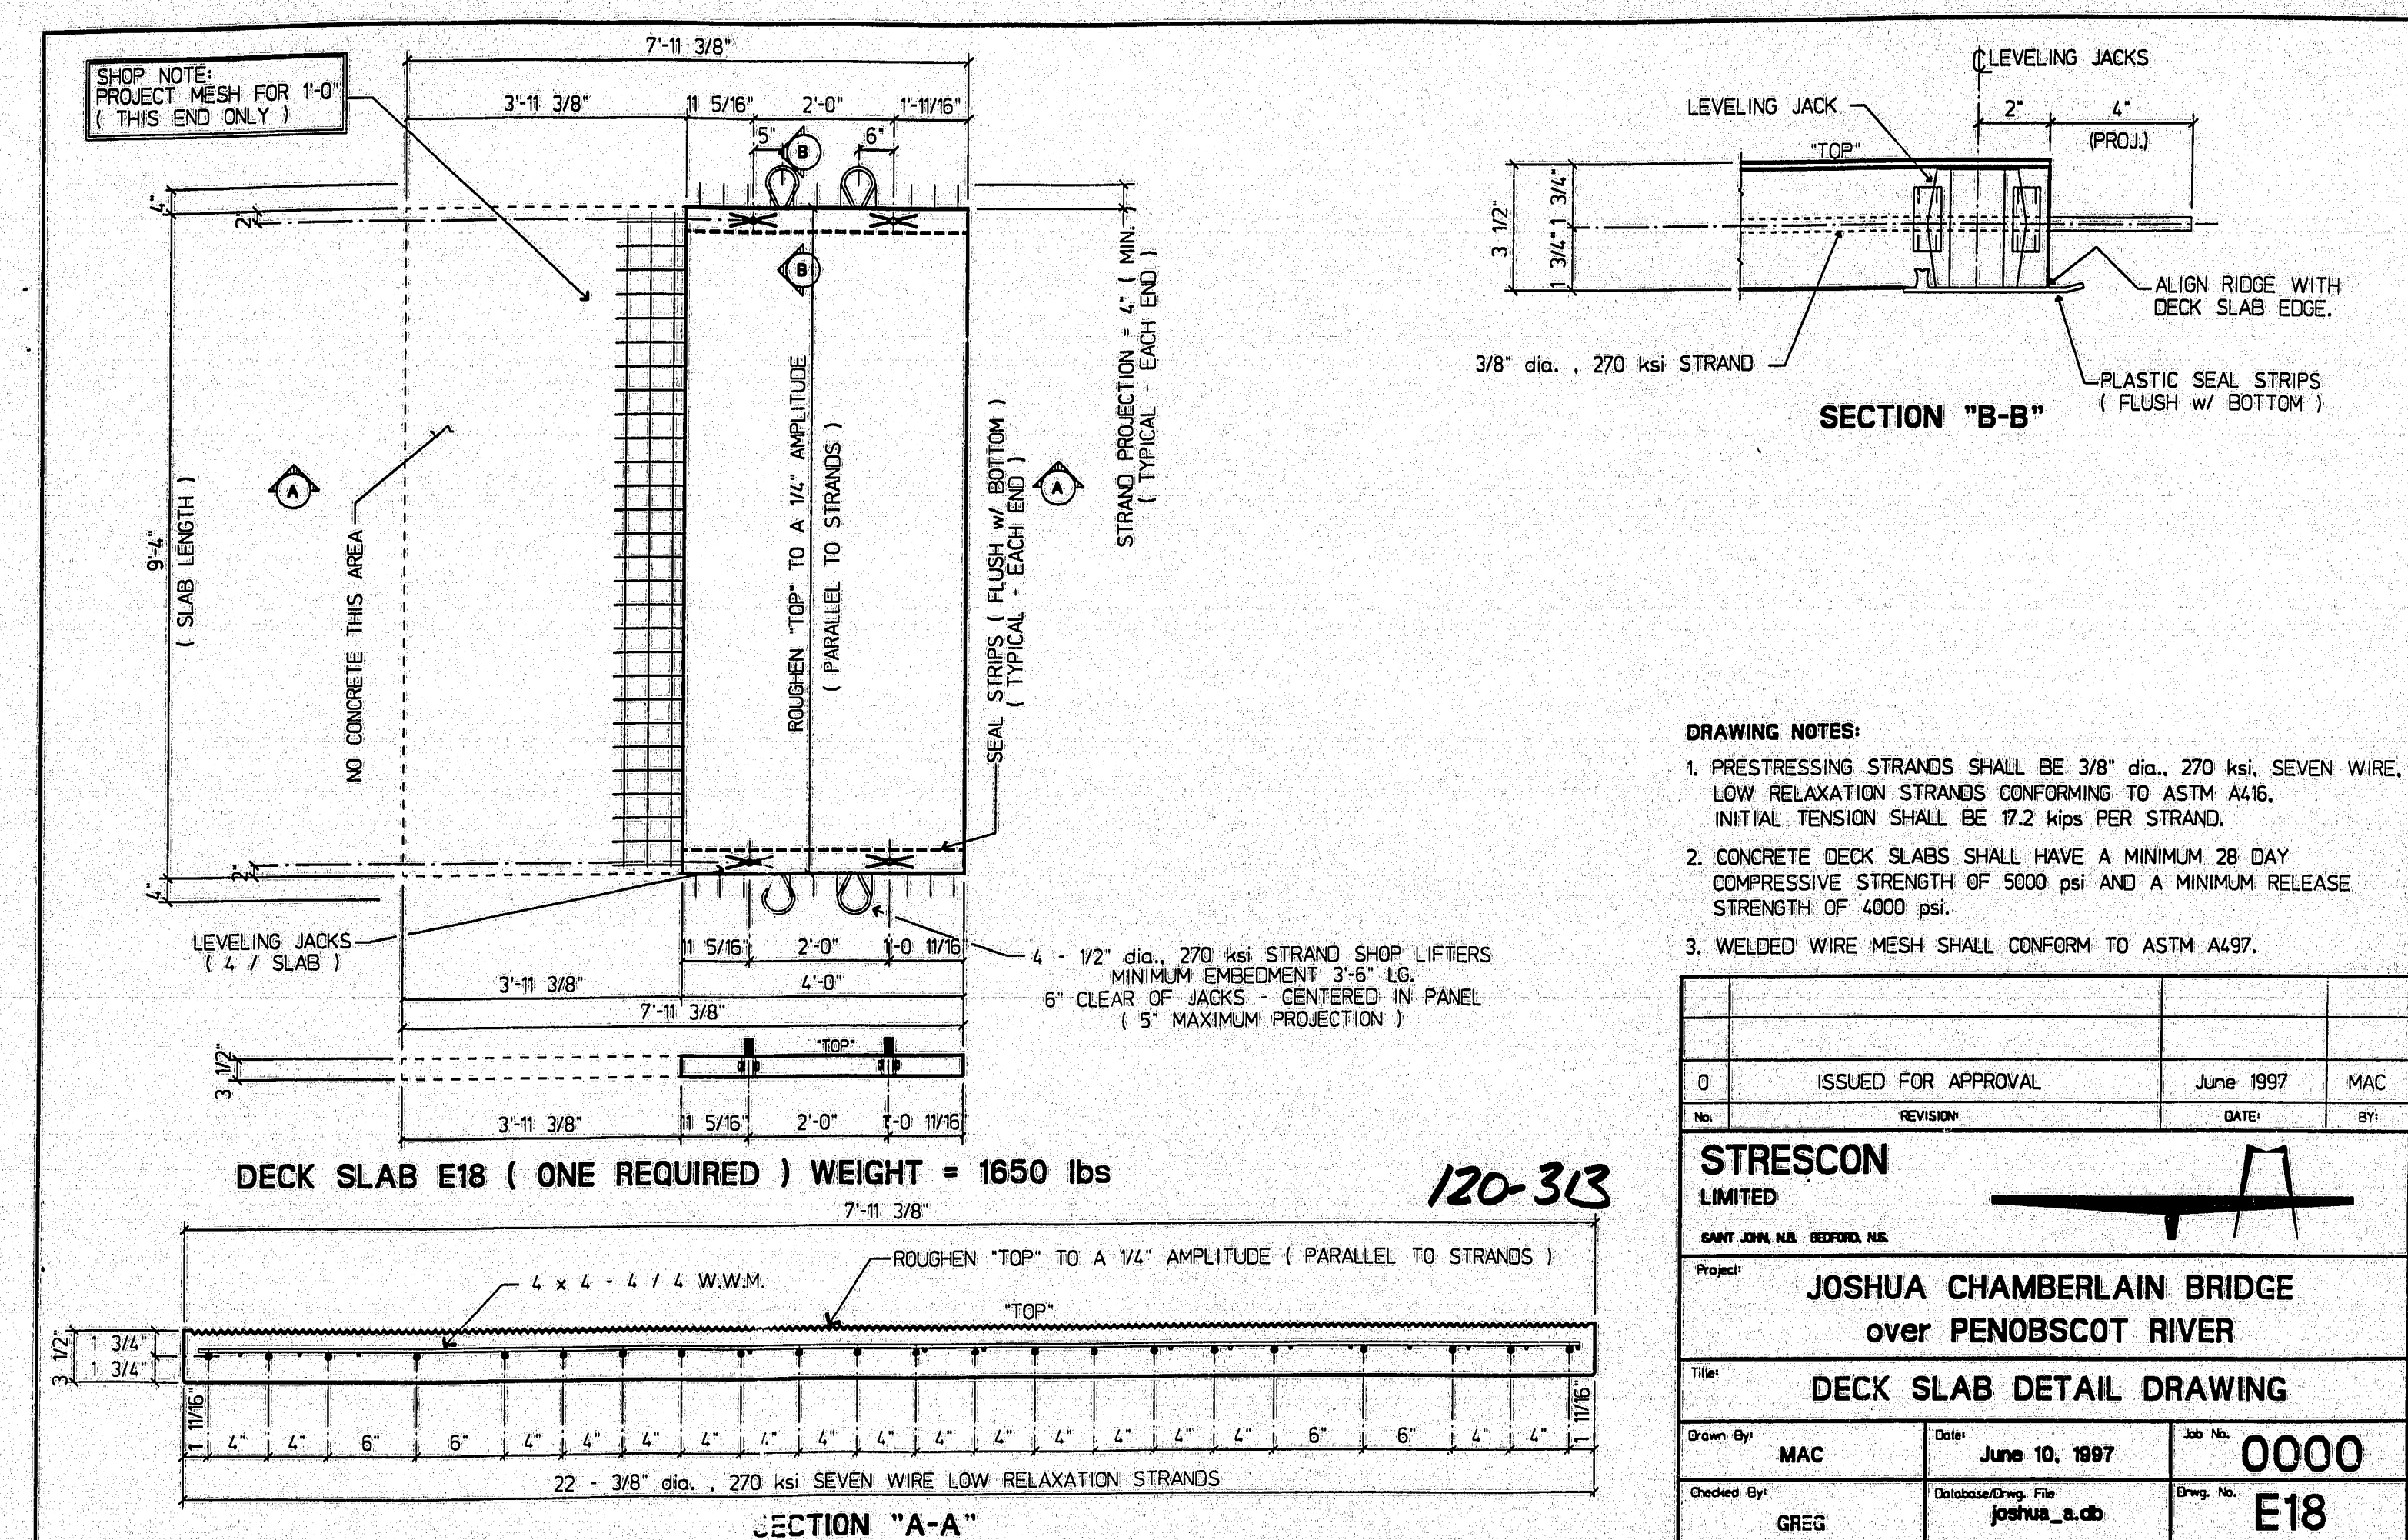 SHOP NOTE:
PROJECT MESH FOR 1'-0"
( THIS END ONLY )
7'-11 3/8"
3'-11 3/8"
11 5/16"
2'-0"
1'-11/16"
5"
6"
B
B
4"
2"
9'-4"
( SLAB LENGTH )
A
NO CONCRETE THIS AREA
ROUGHEN "TOP" TO A 1/4" AMPLITUDE
( PARALLEL TO STRANDS )
SEAL STRIPS ( FLUSH w/ BOTTOM )
( TYPICAL - EACH END )
A
STRAND PROJECTION = 4" ( MIN. )
( TYPICAL - EACH END )
2"
4"
LEVELING JACKS
( 4 / SLAB )
11 5/16"
2'-0"
1'-0 11/16"
3'-11 3/8"
4'-0"
7'-11 3/8"
4 - 1/2" dia., 270 ksi STRAND SHOP LIFTERS
MINIMUM EMBEDMENT 3'-6" LG.
6" CLEAR OF JACKS - CENTERED IN PANEL
( 5" MAXIMUM PROJECTION )
"TOP"
3 1/2"
3'-11 3/8"
11 5/16"
2'-0"
1'-0 11/16"
DECK SLAB E18 ( ONE REQUIRED ) WEIGHT = 1650 lbs
120-313
7'-11 3/8"
ROUGHEN "TOP" TO A 1/4" AMPLITUDE ( PARALLEL TO STRANDS )
4 x 4 - 4 / 4 W.W.M.
"TOP"
3 1/2"
1 3/4"
1 3/4"
1 11/16"
4"
4"
6"
6"
4"
4"
4"
4"
4"
4"
4"
4"
4"
4"
4"
4"
4"
6"
6"
4"
4"
1 11/16"
22 - 3/8" dia. , 270 ksi SEVEN WIRE LOW RELAXATION STRANDS
SECTION "A-A"
℄ LEVELING JACKS
LEVELING JACK
2"
4"
(PROJ.)
"TOP"
3 1/2"
1 3/4"
1 3/4"
ALIGN RIDGE WITH
DECK SLAB EDGE.
3/8" dia. , 270 ksi STRAND
PLASTIC SEAL STRIPS
( FLUSH w/ BOTTOM )
SECTION "B-B"
DRAWING NOTES:
1. PRESTRESSING STRANDS SHALL BE 3/8" dia., 270 ksi, SEVEN WIRE,
LOW RELAXATION STRANDS CONFORMING TO ASTM A416.
INITIAL TENSION SHALL BE 17.2 kips PER STRAND.
2. CONCRETE DECK SLABS SHALL HAVE A MINIMUM 28 DAY
COMPRESSIVE STRENGTH OF 5000 psi AND A MINIMUM RELEASE
STRENGTH OF 4000 psi.
3. WELDED WIRE MESH SHALL CONFORM TO ASTM A497.
0 ISSUED FOR APPROVAL June 1997 MAC
No. REVISION: DATE: BY:
STRESCON
LIMITED
SAINT JOHN, N.B. BEDFORD, N.S.
Project:
JOSHUA CHAMBERLAIN BRIDGE
over PENOBSCOT RIVER
Title:
DECK SLAB DETAIL DRAWING
Drawn By:
MAC
Date:
June 10, 1997
Job No.
0000
Checked By:
GREG
Database/Drwg. File
joshua_a.db
Drwg. No.
E18